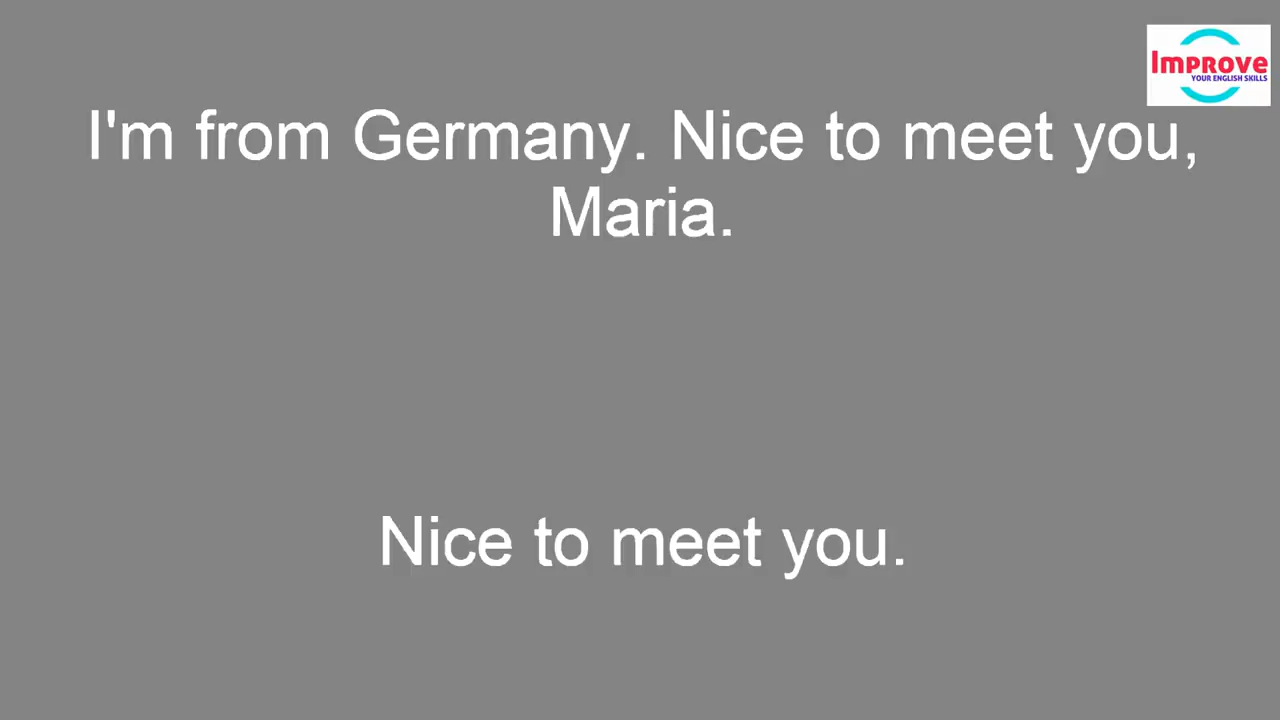 Improve
YOUR ENGLISH SKILLS
I'm from Germany. Nice to meet you,
Maria.
Nice to meet you.